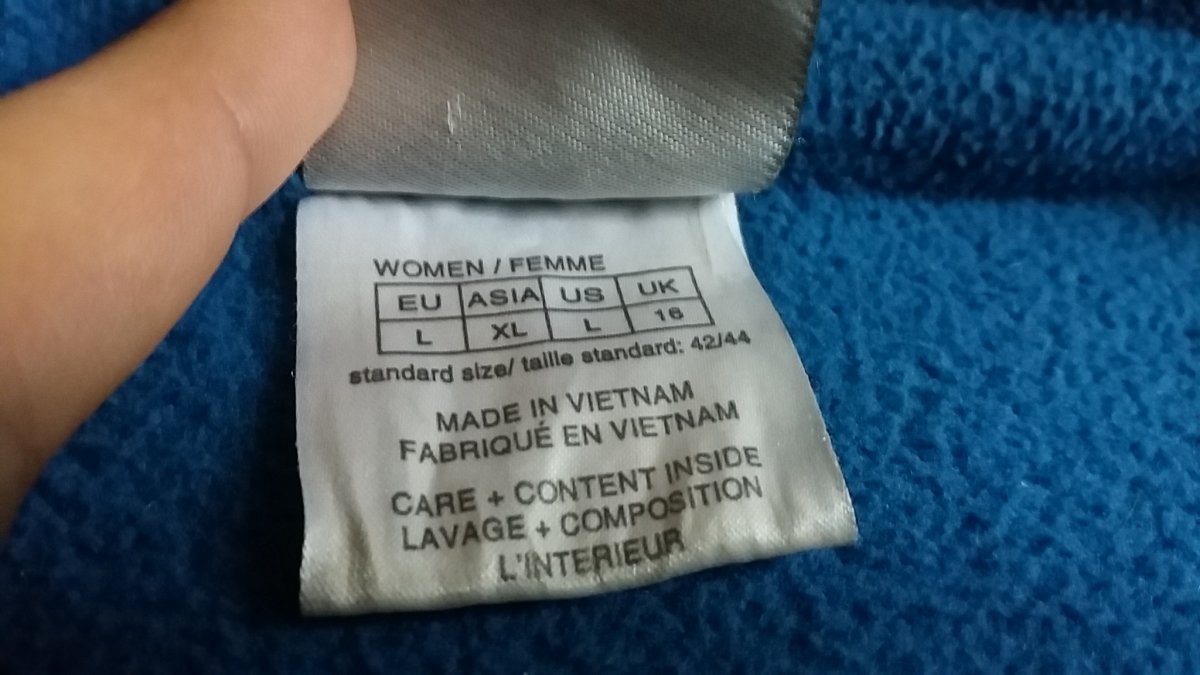 WOMEN / FEMME
EU ASIA US UK
L XL L 16
standard size/ taille standard: 42/44
MADE IN VIETNAM
FABRIQUÉ EN VIETNAM
CARE + CONTENT INSIDE
LAVAGE + COMPOSITION
L'INTERIEUR